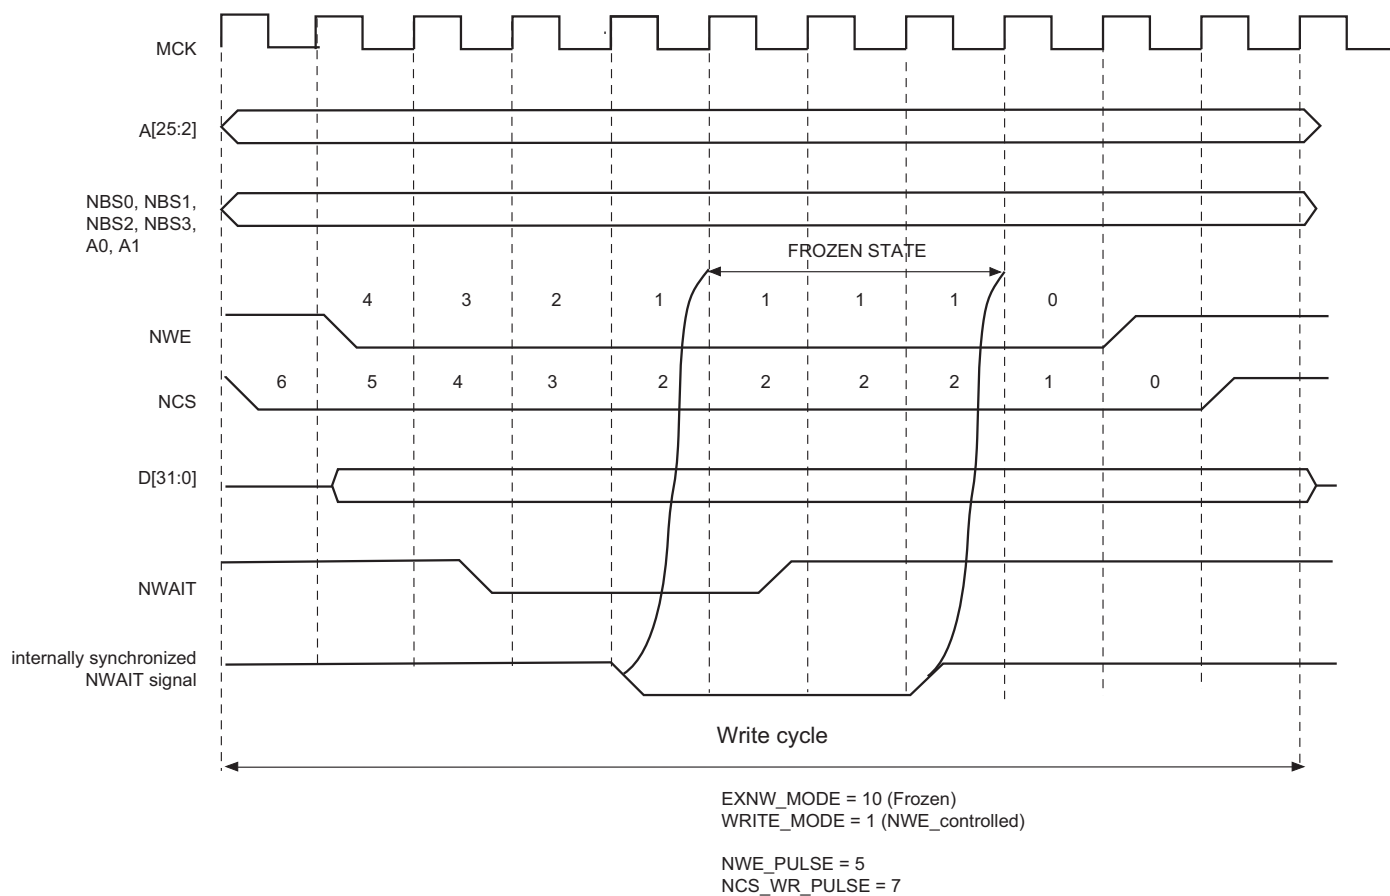 MCK
A[25:2]
NBS0, NBS1,
NBS2, NBS3,
A0, A1
FROZEN STATE
4 3 2 1 1 1 1 0
NWE
6 5 4 3 2 2 2 2 1 0
NCS
D[31:0]
NWAIT
internally synchronized
NWAIT signal
Write cycle
EXNW_MODE = 10 (Frozen)
WRITE_MODE = 1 (NWE_controlled)
NWE_PULSE = 5
NCS_WR_PULSE = 7